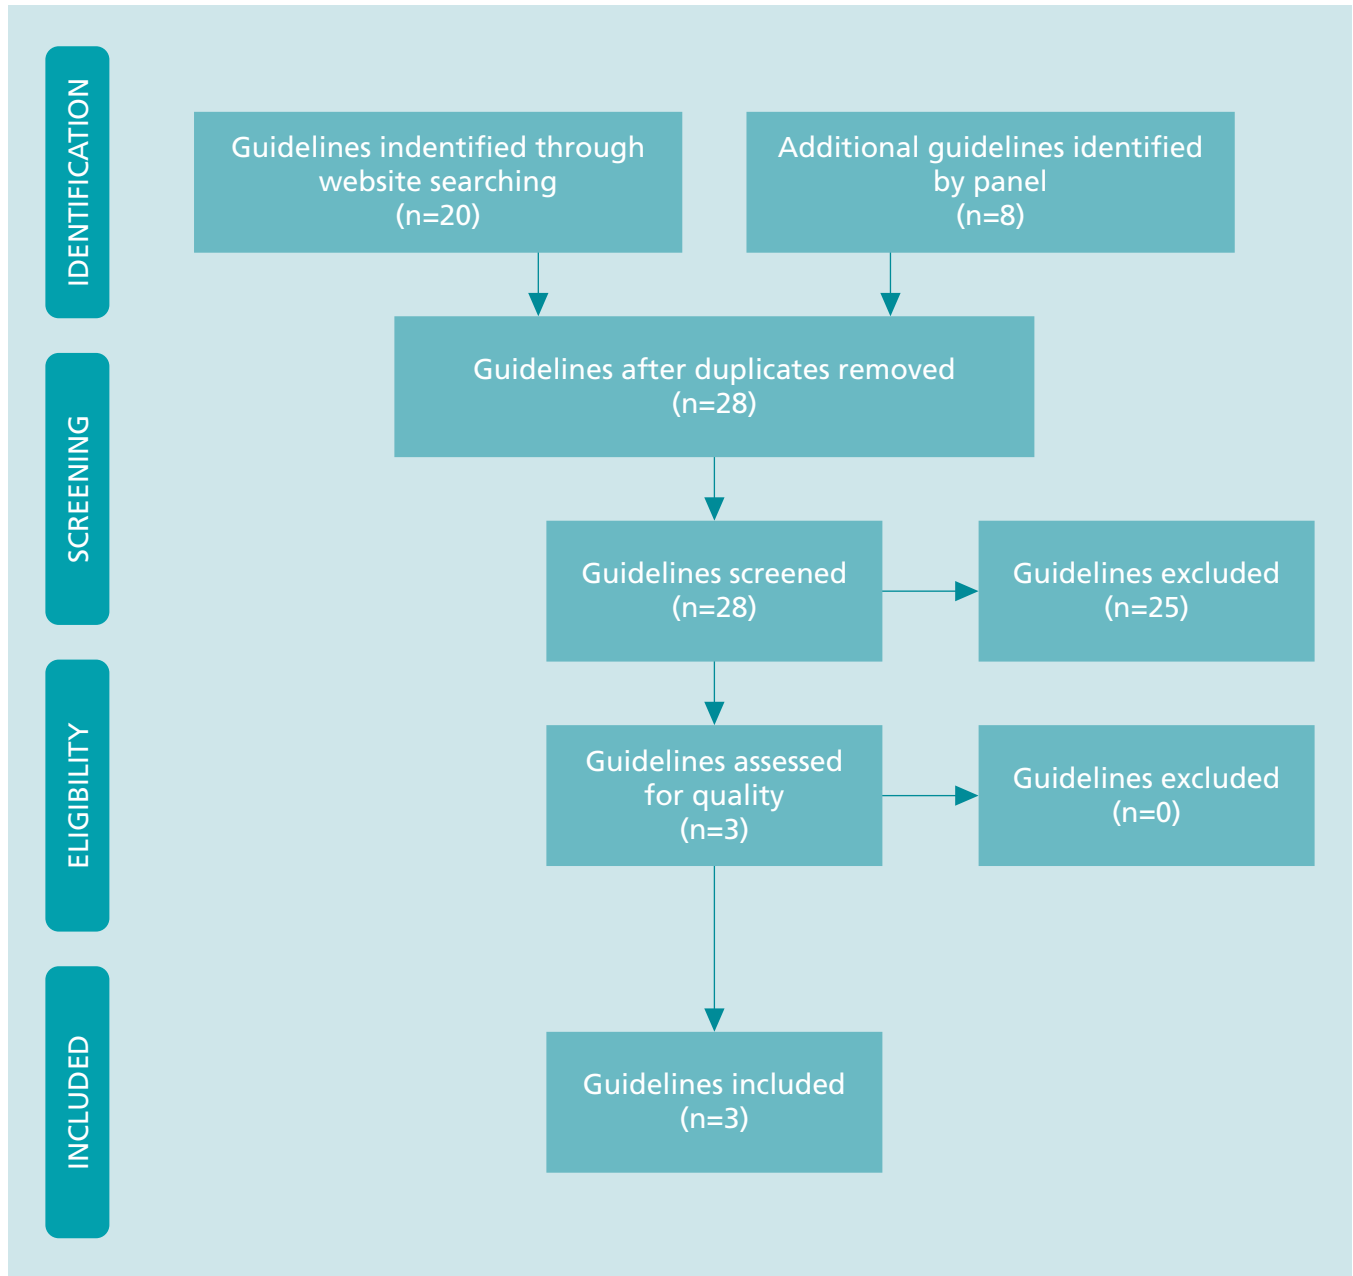 IDENTIFICATION
Guidelines indentified through
website searching
(n=20)
Additional guidelines identified
by panel
(n=8)
SCREENING
Guidelines after duplicates removed
(n=28)
Guidelines screened
(n=28)
Guidelines excluded
(n=25)
ELIGIBILITY
Guidelines assessed
for quality
(n=3)
Guidelines excluded
(n=0)
INCLUDED
Guidelines included
(n=3)